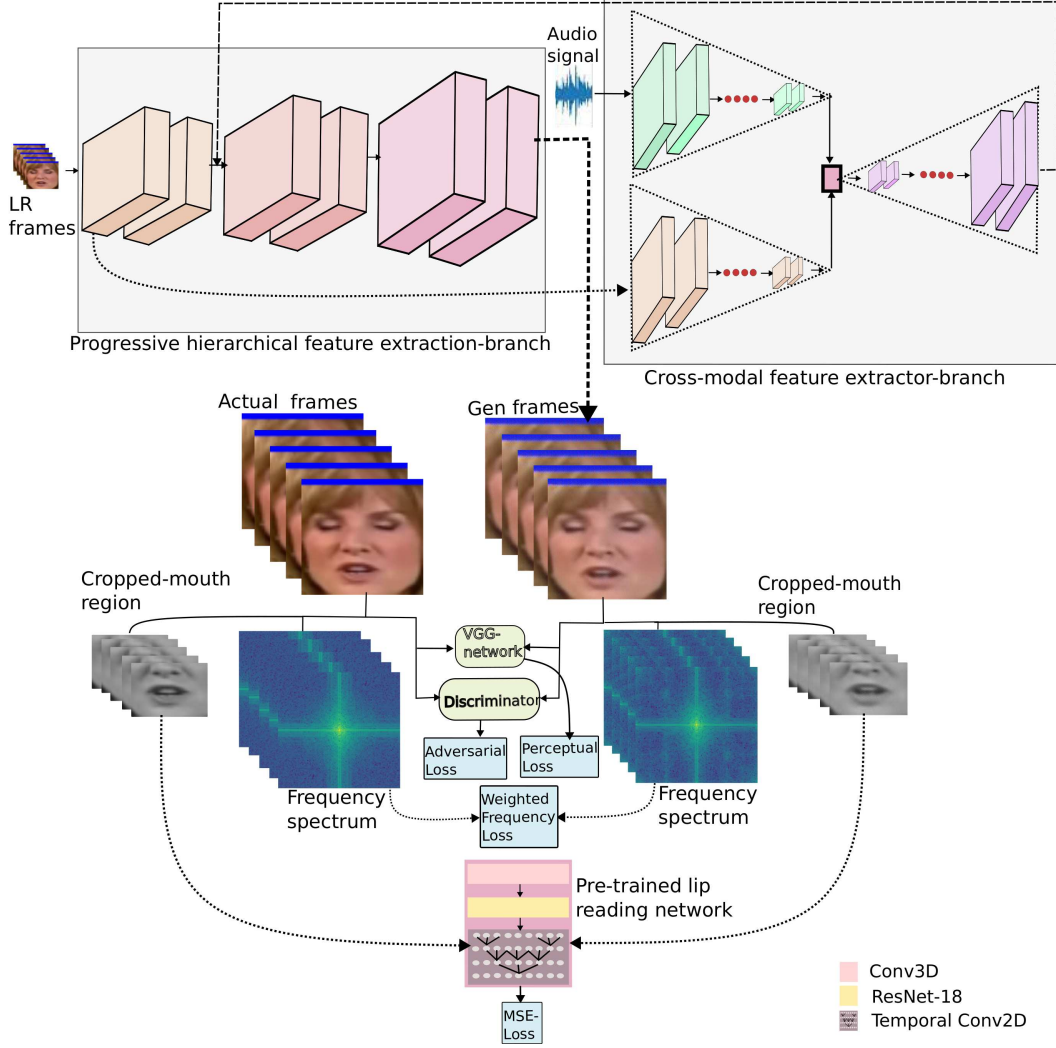 Audio
signal
LR
frames
Progressive hierarchical feature extraction-branch
Cross-modal feature extractor-branch
Actual frames
Gen frames
Cropped-mouth
region
Cropped-mouth
region
VGG-
network
Discriminator
Adversarial
Loss
Perceptual
Loss
Frequency
spectrum
Weighted
Frequency
Loss
Frequency
spectrum
Pre-trained lip
reading network
MSE-
Loss
Conv3D
ResNet-18
Temporal Conv2D